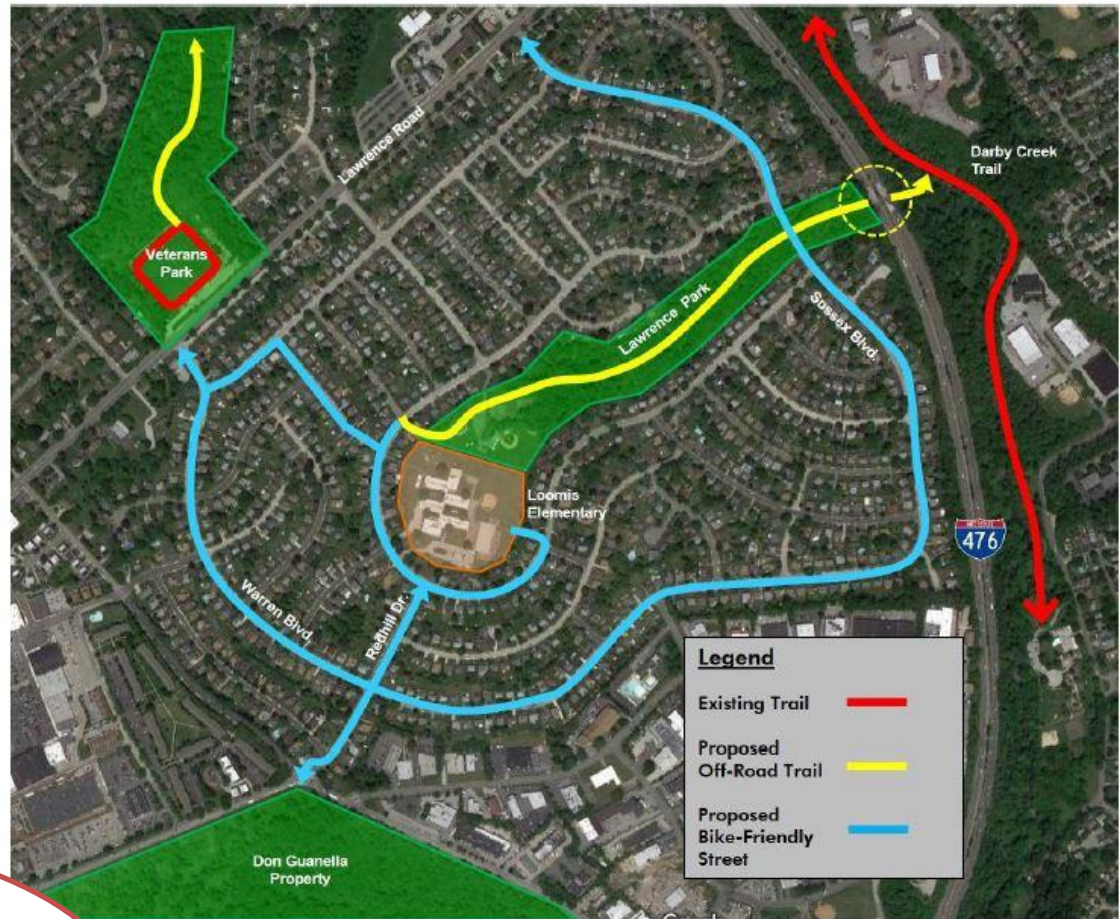 Lawrence Road
Darby Creek
Trail
Veterans
Park
Lawrence Park
Sussex Blvd.
Loomis
Elementary
476
Warren Blvd.
Redhill Dr.
Legend
Existing Trail
Proposed
Off-Road Trail
Proposed
Bike-Friendly
Street
Don Guanella
Property